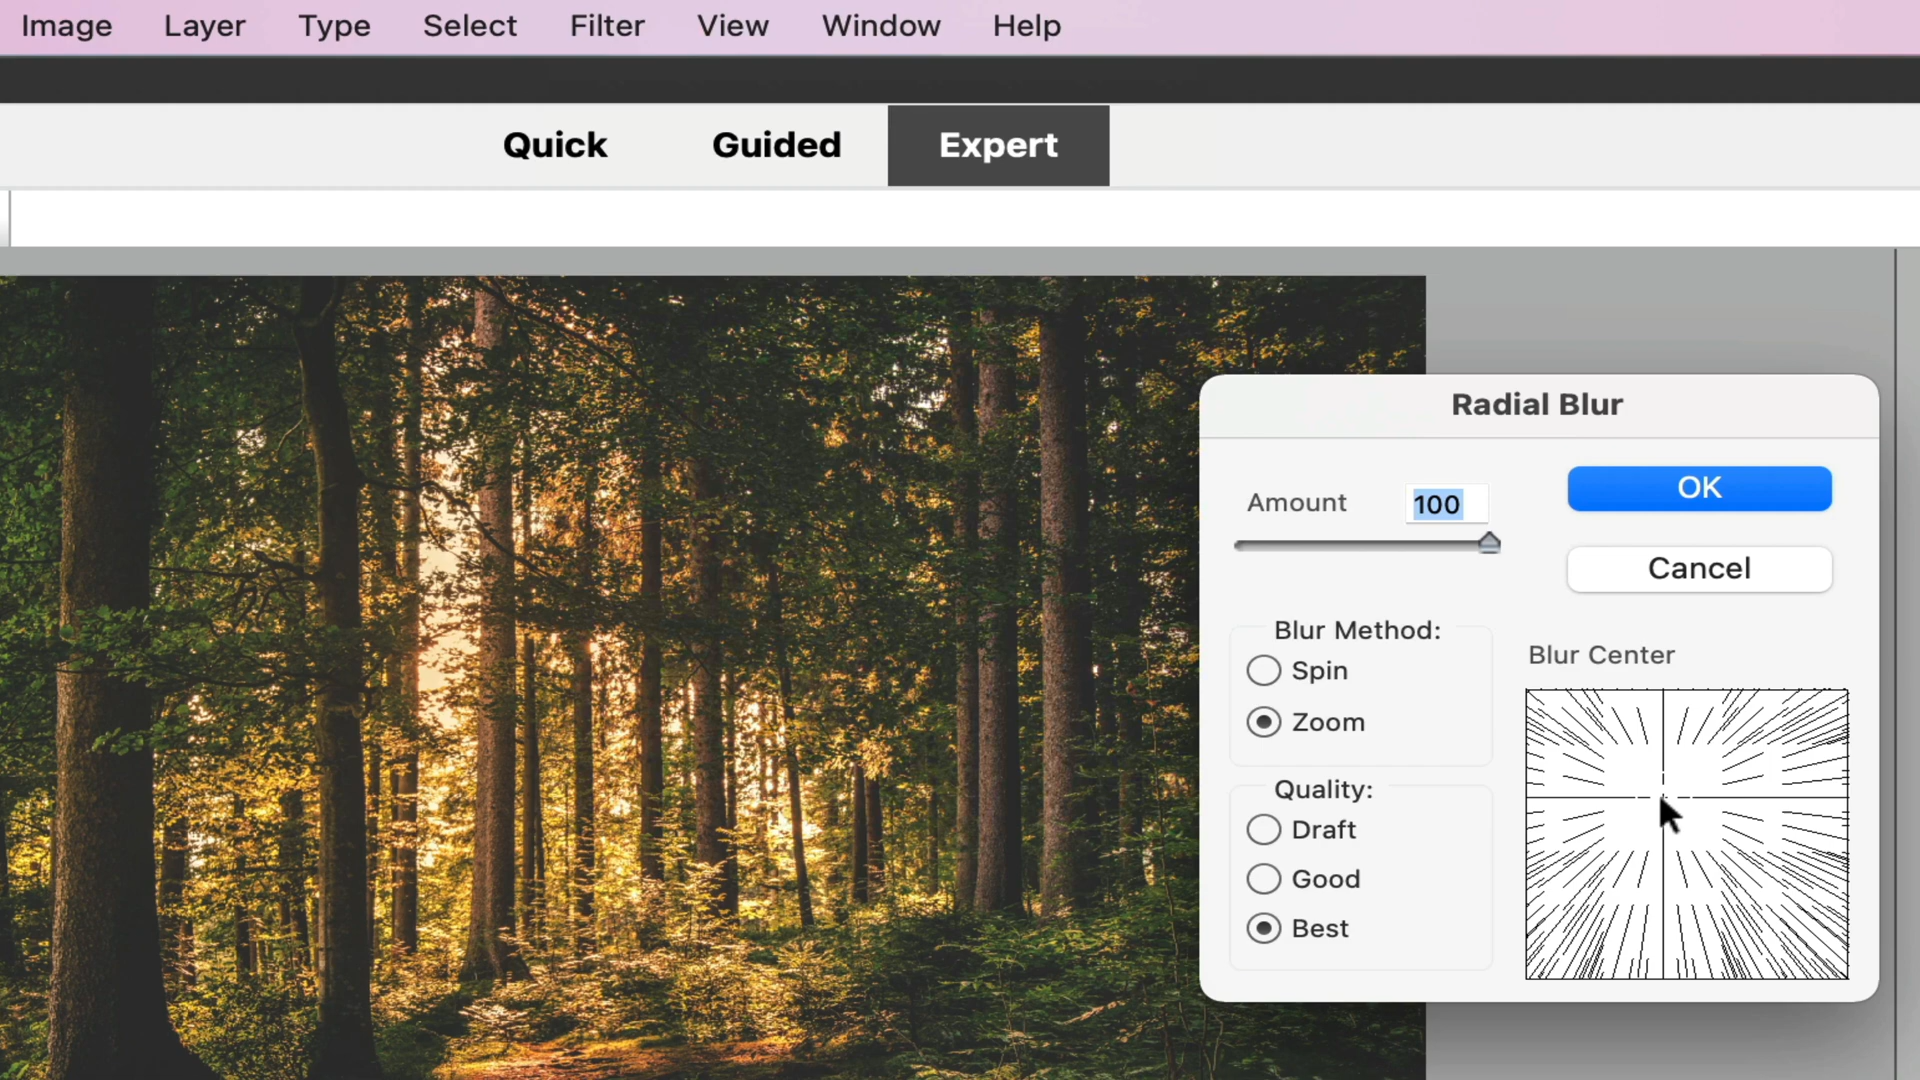 Image Layer Type Select Filter View Window Help
Quick Guided Expert
Radial Blur
Amount 100
OK
Cancel
Blur Method:
Spin
Zoom
Blur Center
Quality:
Draft
Good
Best